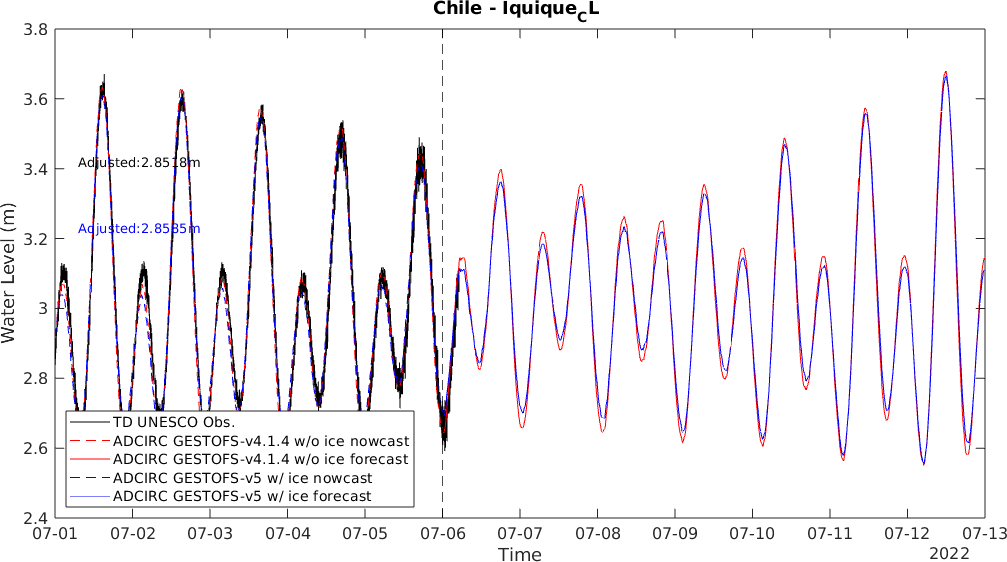 Chile - Iquique_CL
3.8
3.6
3.4
3.2
3
2.8
2.6
2.4
Water Level (m)
Adjusted:2.8518m
Adjusted:2.8585m
TD UNESCO Obs.
ADCIRC GESTOFS-v4.1.4 w/o ice nowcast
ADCIRC GESTOFS-v4.1.4 w/o ice forecast
ADCIRC GESTOFS-v5 w/ ice nowcast
ADCIRC GESTOFS-v5 w/ ice forecast
07-01 07-02 07-03 07-04 07-05 07-06 07-07 07-08 07-09 07-10 07-11 07-12 07-13
Time
2022